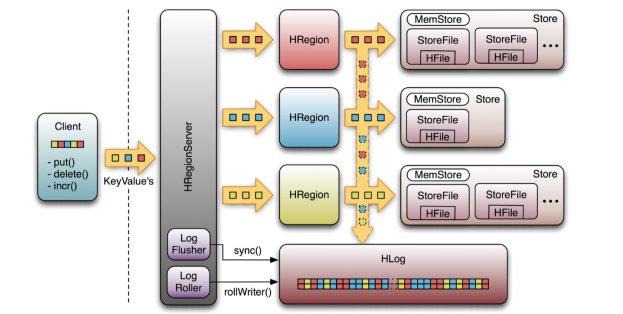 Client
- put()
- delete()
- incr()
KeyValue's
HRegionServer
HRegion
MemStore
Store
StoreFile
HFile
StoreFile
HFile
...
HRegion
MemStore
Store
StoreFile
HFile
HRegion
MemStore
Store
StoreFile
HFile
StoreFile
HFile
...
Log
Flusher
sync()
Log
Roller
rollWriter()
HLog